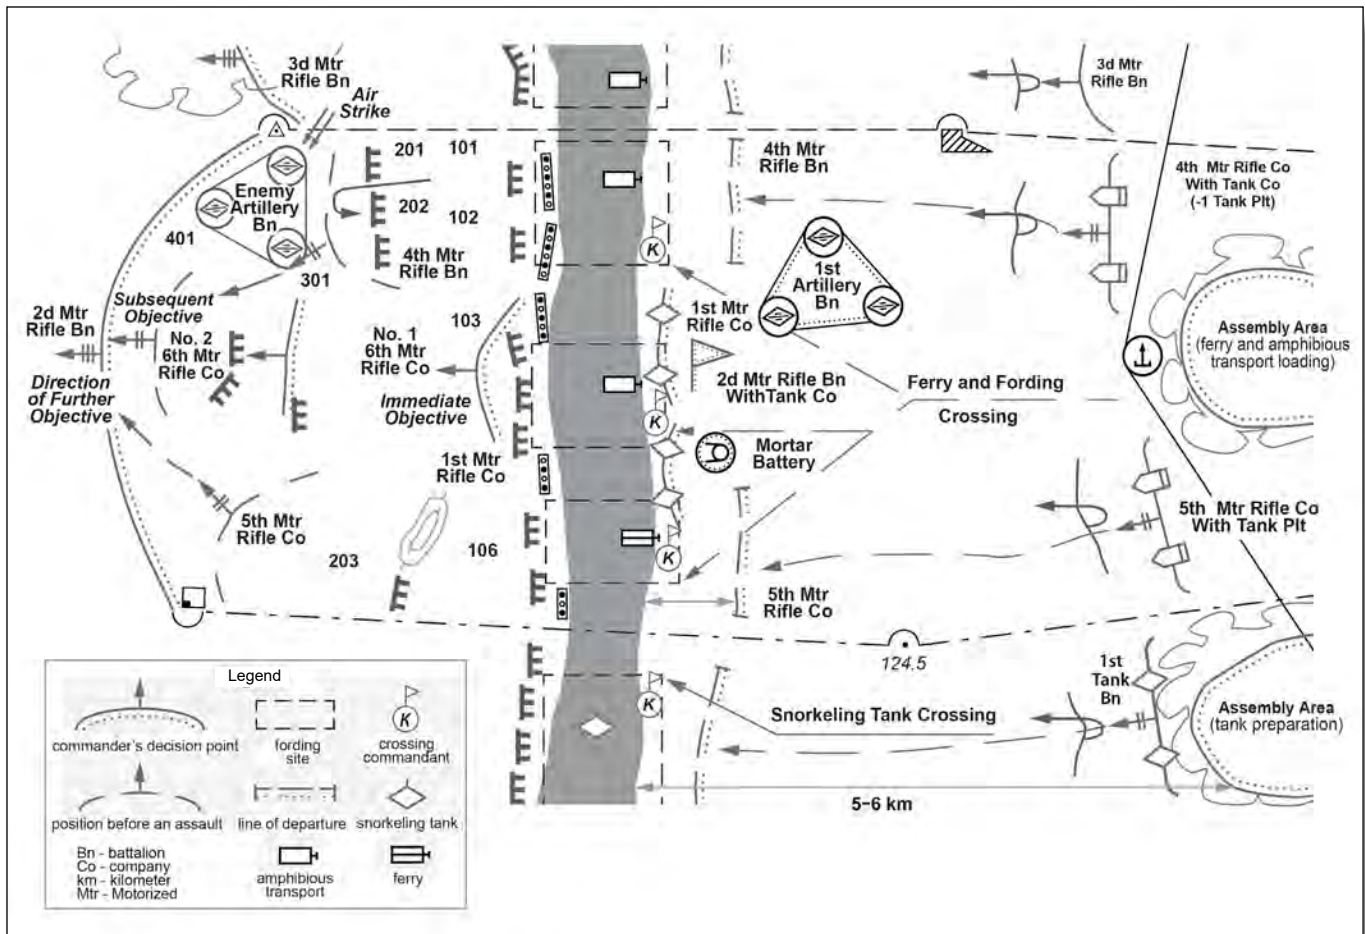 3d Mtr
Rifle Bn
Air
Strike
3d Mtr
Rifle Bn
201
101
4th Mtr
Rifle Bn
4th Mtr Rifle Co
With Tank Co
(-1 Tank Plt)
Enemy
Artillery
Bn
202
102
401
4th Mtr
Rifle Bn
K
1st
Artillery
Bn
301
Subsequent
Objective
2d Mtr
Rifle Bn
No. 2
6th Mtr
Rifle Co
No. 1
6th Mtr
Rifle Co
103
1st Mtr
Rifle Co
Assembly Area
(ferry and amphibious
transport loading)
Direction
of Further
Objective
Immediate
Objective
2d Mtr Rifle Bn
WithTank Co
Ferry and Fording
Crossing
K
1st Mtr
Rifle Co
Mortar
Battery
5th Mtr
Rifle Co
5th Mtr Rifle Co
With Tank Plt
203
106
K
5th Mtr
Rifle Co
124.5
1st
Tank
Bn
K
Snorkeling Tank Crossing
Assembly Area
(tank preparation)
5-6 km
Legend
K
commander's decision point
fording
site
crossing
commandant
position before an assault
line of departure
snorkeling tank
Bn - battalion
Co - company
km - kilometer
Mtr - Motorized
amphibious
transport
ferry